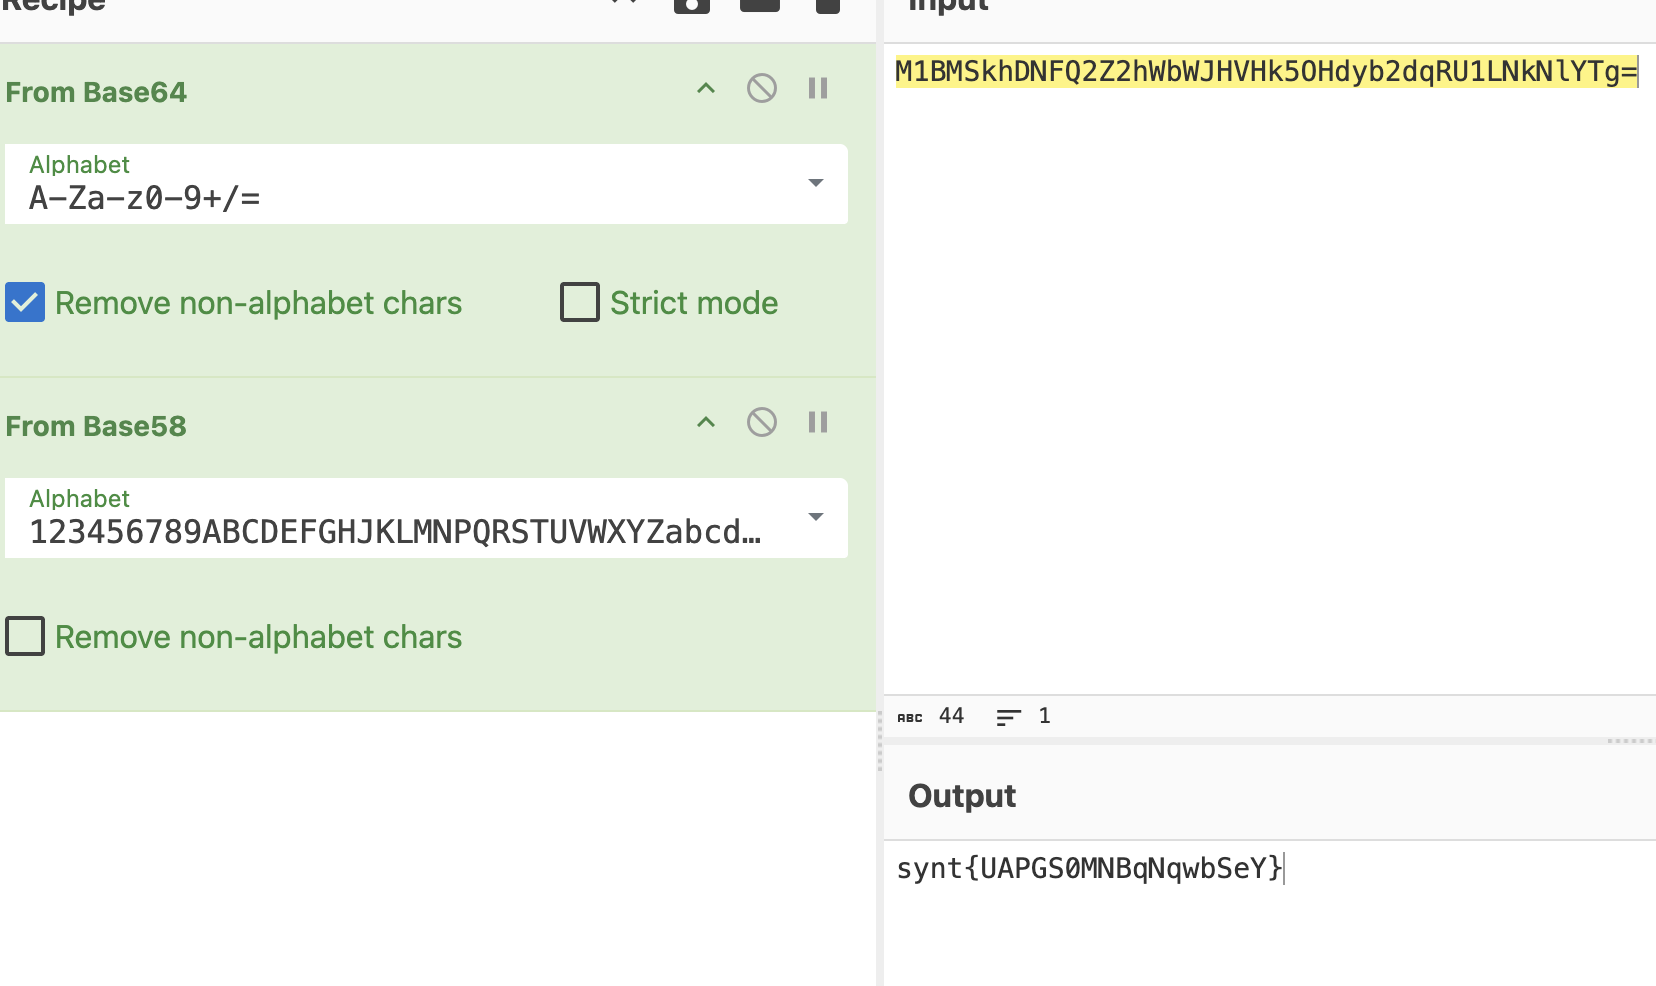 Recipe
From Base64
Alphabet
A-Za-z0-9+/=
Remove non-alphabet chars
Strict mode
From Base58
Alphabet
123456789ABCDEFGHJKLMNPQRSTUVWXYZabcd…
Remove non-alphabet chars
Input
M1BMSkhDNFQ2Z2hWbWJHVHk5OHdyb2dqRU1LNkNlYTg=
ABC 44 1
Output
synt{UAPGS0MNBqNqwbSeY}